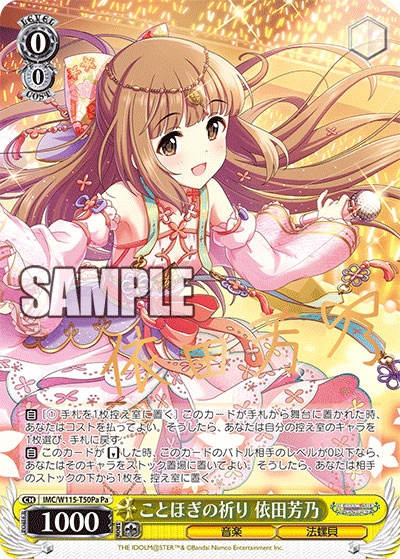 LEVEL
0
0
COST
SAMPLE
依田芳乃
自 [① 手札を1枚控え室に置く] このカードが手札から舞台に置かれた時、
あなたはコストを払ってよい。そうしたら、あなたは自分の控え室のキャラを
1枚選び、手札に戻す。
自 このカードが した時、このカードのバトル相手のレベルが0以下なら、
あなたはそのキャラをストック置場に置いてよい。そうしたら、あなたは相手
のストックの下から1枚を、控え室に置く。
CH IMC/W115-T50Pa Pa
1000
ことほぎの祈り 依田芳乃
音楽
法螺貝
THE IDOLM@STER™& ©Bandai Namco Entertainment Inc.